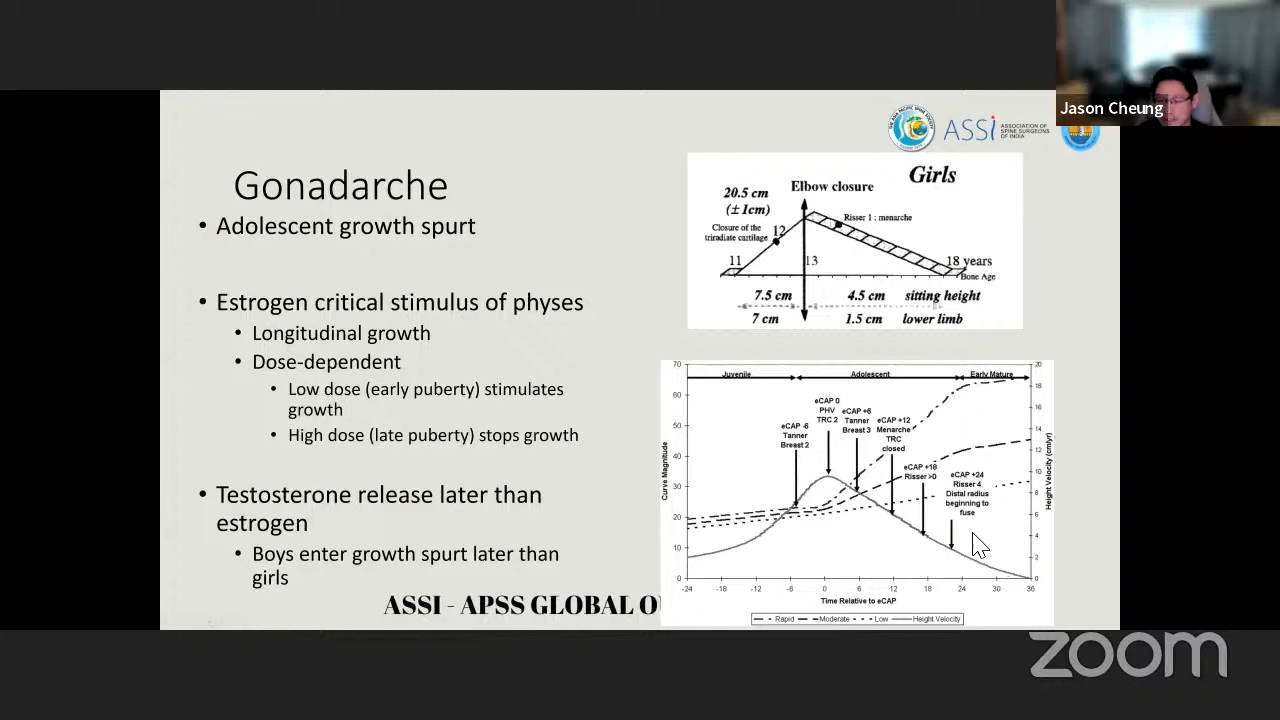 Jason Cheung
ASSI
ASSOCIATION OF
SPINE SURGEONS
OF INDIA
Gonadarche
• Adolescent growth spurt
• Estrogen critical stimulus of physes
• Longitudinal growth
• Dose-dependent
• Low dose (early puberty) stimulates
growth
• High dose (late puberty) stops growth
• Testosterone release later than
estrogen
• Boys enter growth spurt later than
girls
ASSI - APSS GLOBAL
Girls
20.5 cm
(± 1cm)
Elbow closure
Closure of the
triradiate cartilage
12
Risser 1 : menarche
11
13
18 years
Bone Age
7.5 cm
4.5 cm
sitting height
7 cm
1.5 cm
lower limb
Juvenile
Adolescent
Early Mature
eCAP -6
Tanner
Breast 2
eCAP 0
PHV
TRC 2
eCAP +6
Tanner
Breast 3
eCAP +12
Menarche
TRC
closed
eCAP +18
Risser >0
eCAP +24
Risser 4
Distal radius
beginning to
fuse
Curve Magnitude
70
60
50
40
30
20
10
0
Height Velocity (cm/yr)
20
18
16
14
12
10
8
6
4
2
0
-24 -18 -12 -6 0 6 12 18 24 30 36
Time Relative to eCAP
Rapid Moderate Low Height Velocity
zoom